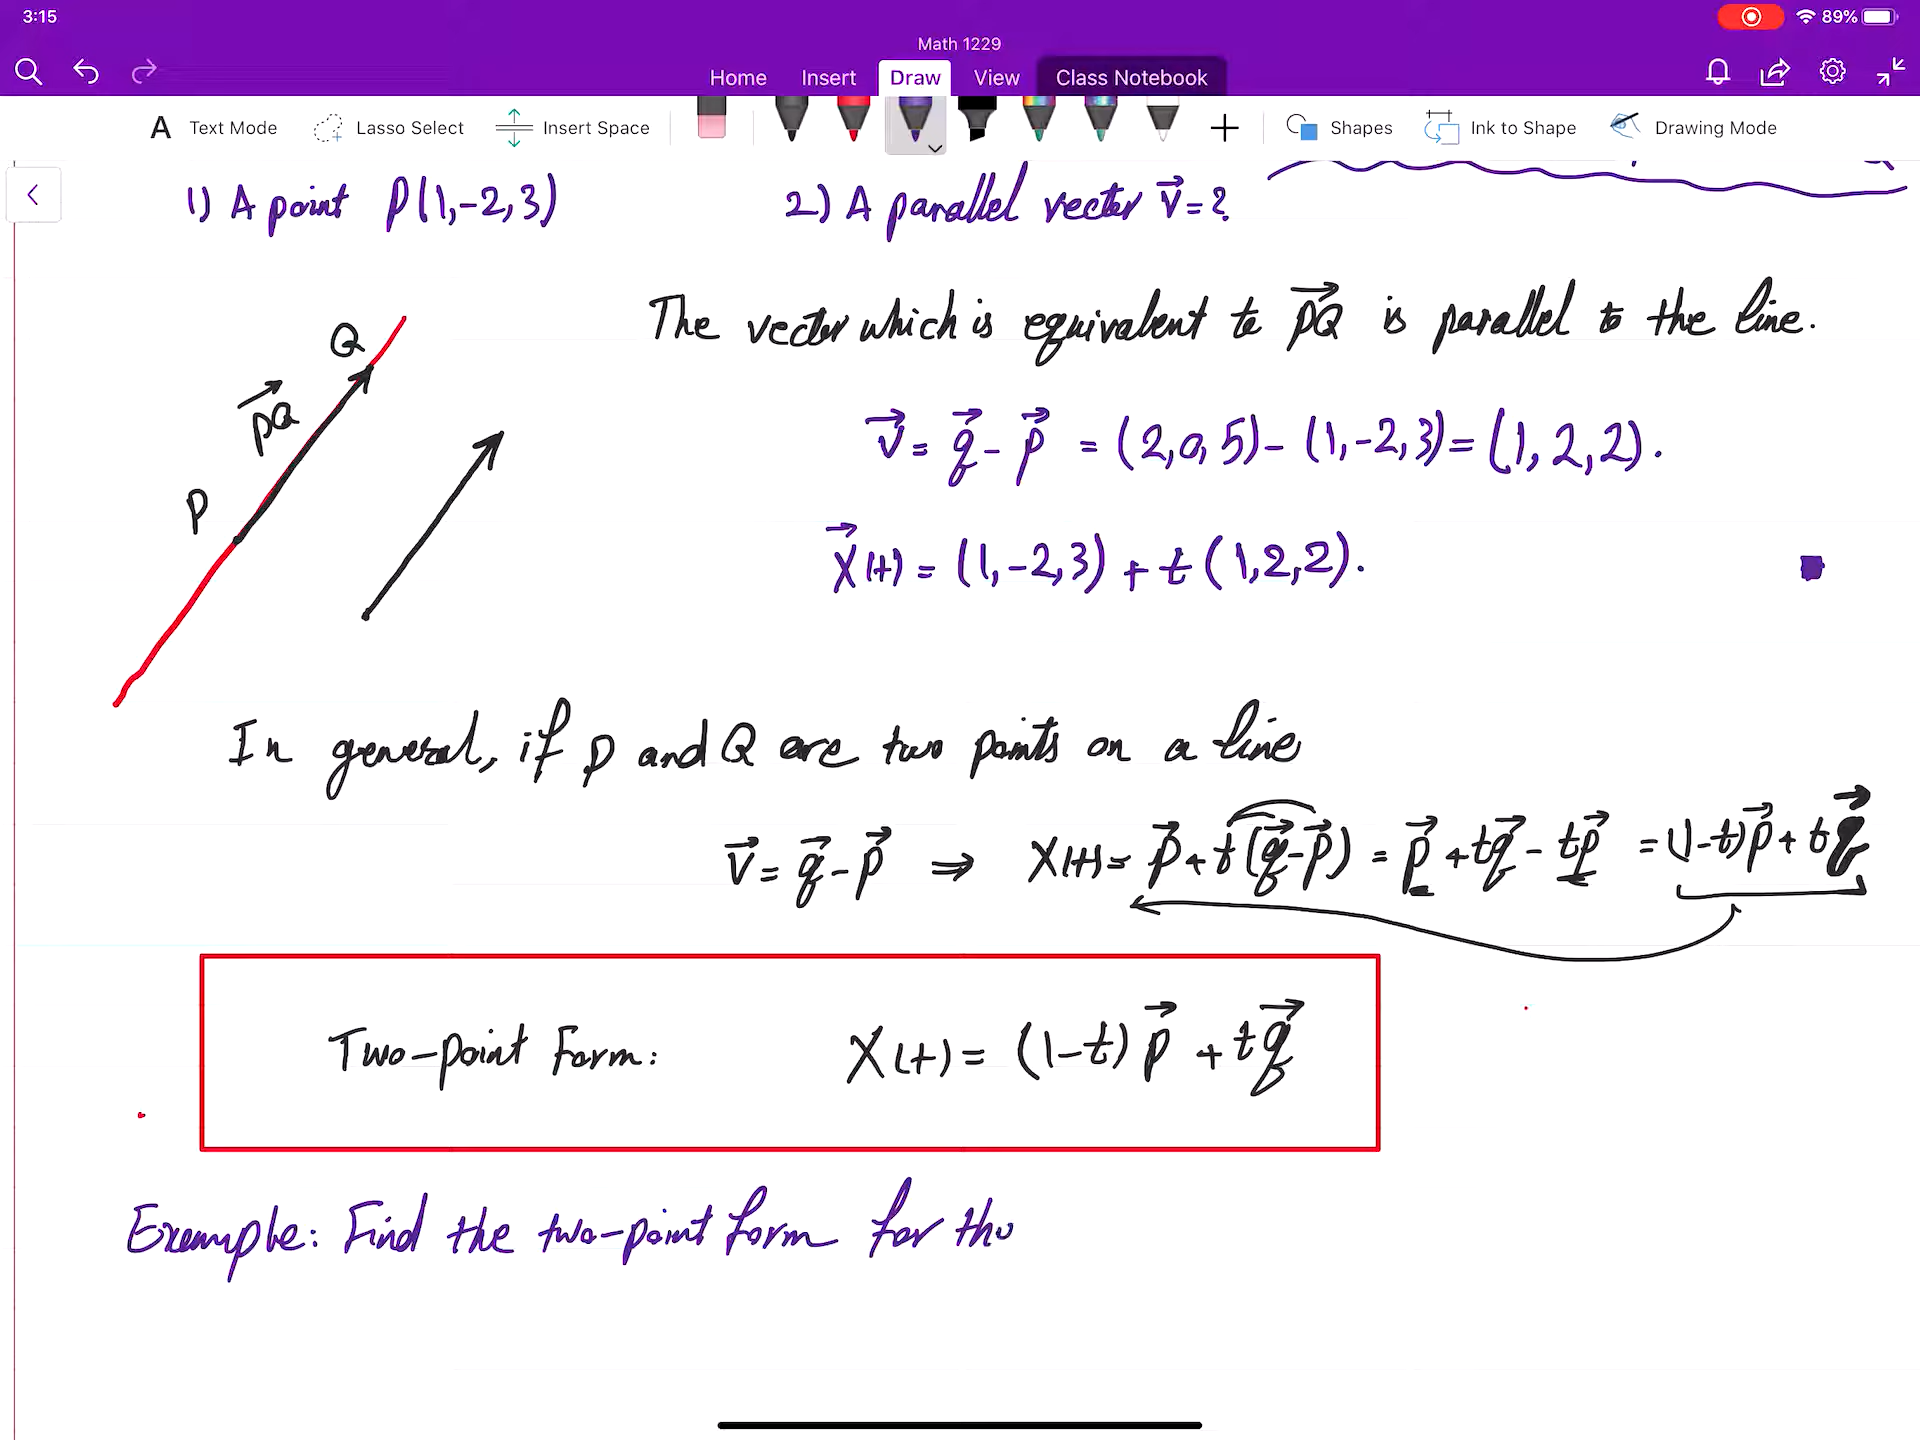 3:15
89%
Math 1229
Home Insert Draw View Class Notebook
A Text Mode Lasso Select Insert Space Shapes Ink to Shape Drawing Mode
1) A point P(1,-2,3) 2) A parallel vector v⃗ = ?
The vector which is equivalent to PQ⃗ is parallel to the line.
Q
PQ⃗
P
v⃗ = q⃗ - p⃗ = (2,0,5) - (1,-2,3) = (1,2,2).
X⃗(t) = (1,-2,3) + t(1,2,2).
In general, if P and Q are two points on a line
v⃗ = q⃗ - p⃗ ⇒ X(t) = p⃗ + t(q⃗ - p⃗) = p⃗ + tq⃗ - tp⃗ = (1-t)p⃗ + tq⃗
Two-point Form: X(t) = (1-t)p⃗ + tq⃗
Example: Find the two-point form for the